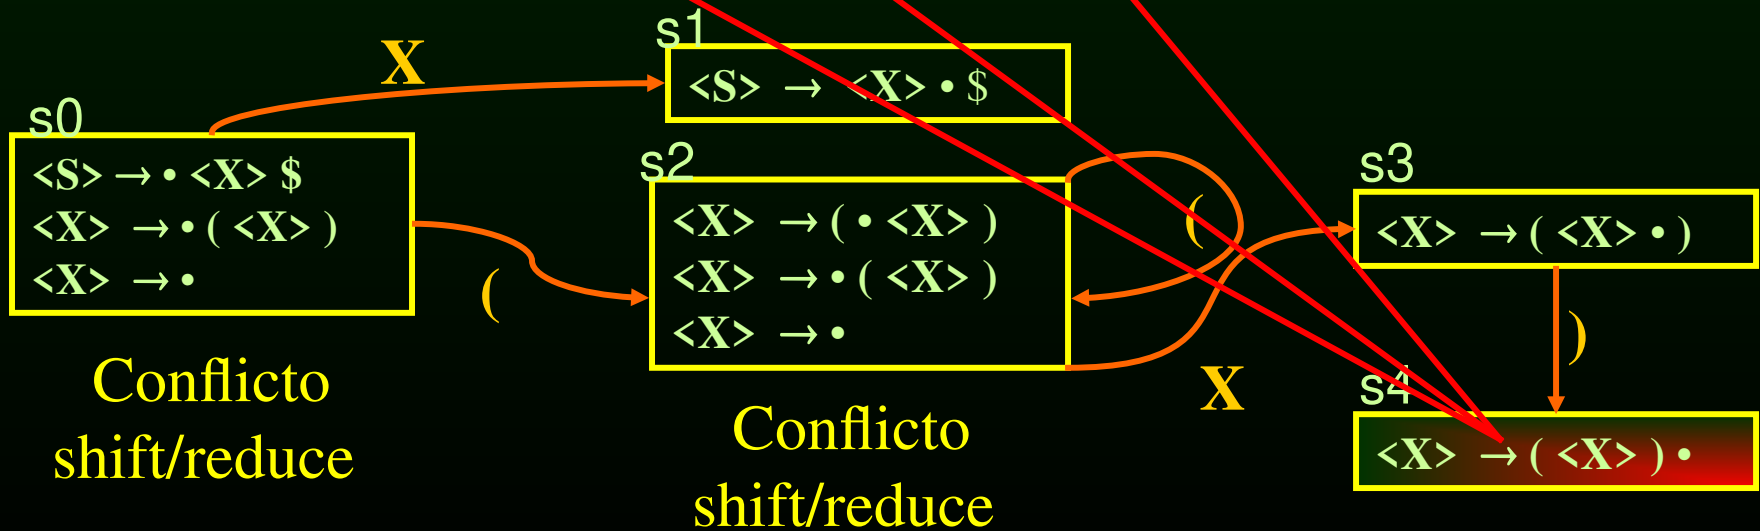 s0
<S> → • <X> $
<X> → • ( <X> )
<X> → •
Conflicto
shift/reduce
X
(
s1
<S> → <X> • $
s2
<X> → ( • <X> )
<X> → • ( <X> )
<X> → •
Conflicto
shift/reduce
(
X
s3
<X> → ( <X> • )
)
s4
<X> → ( <X> ) •